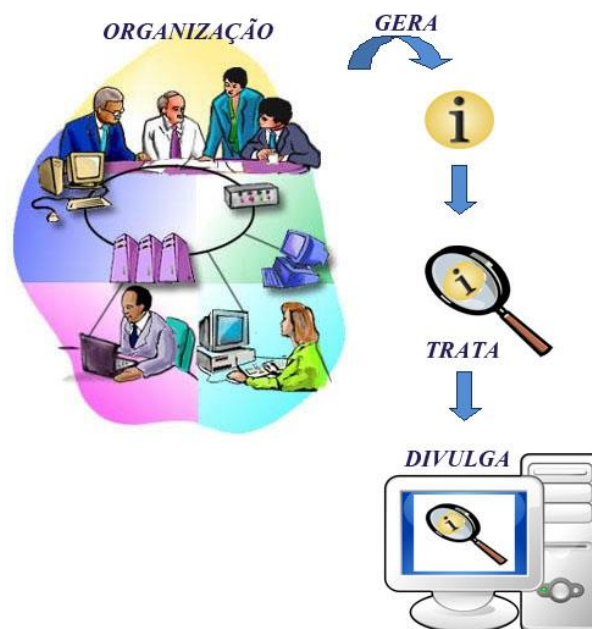 ORGANIZAÇÃO
GERA
i
i
TRATA
DIVULGA
i